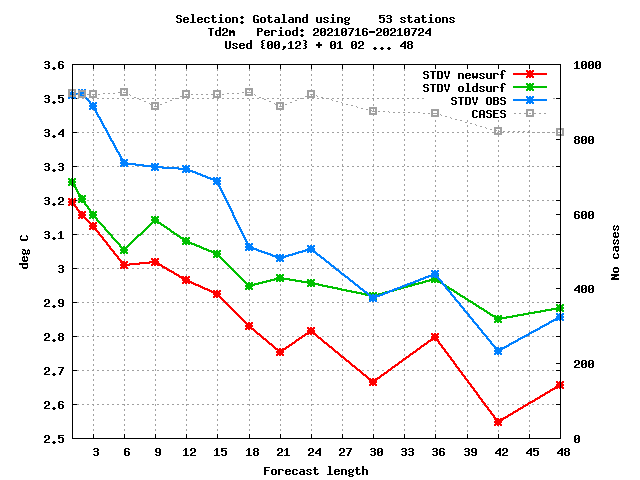 Selection: Gotaland using    53 stations
Td2m   Period: 20210716-20210724
Used {00,12} + 01 02 ... 48
3.6
3.5
3.4
3.3
3.2
3.1
3
2.9
2.8
2.7
2.6
2.5
deg C
1000
800
600
400
200
0
No cases
STDV newsurf
STDV oldsurf
STDV OBS
CASES
3 6 9 12 15 18 21 24 27 30 33 36 39 42 45 48
Forecast length